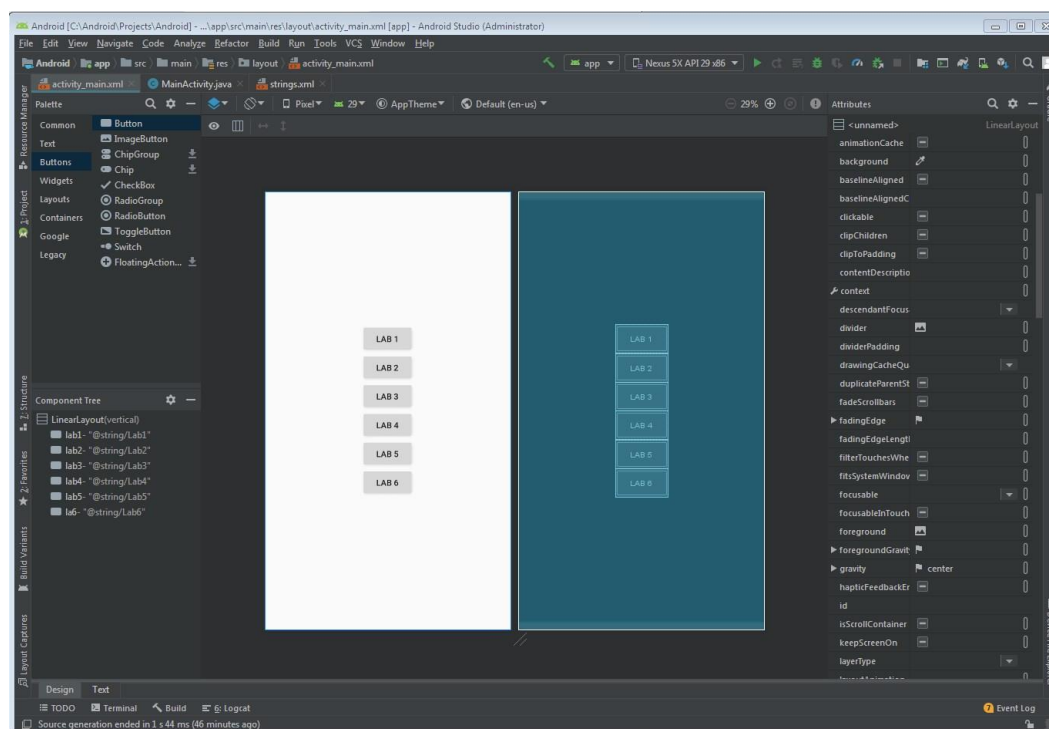 Android [C:\Android\Projects\Android] - ...\app\src\main\res\layout\activity_main.xml [app] - Android Studio (Administrator)
File Edit View Navigate Code Analyze Refactor Build Run Tools VCS Window Help
Android app src main res layout activity_main.xml
app Nexus 5X API 29 x86
activity_main.xml MainActivity.java strings.xml
Palette
Pixel 29 AppTheme Default (en-us)
29%
Attributes
Common
Text
Buttons
Widgets
Layouts
Containers
Google
Legacy
Button
ImageButton
ChipGroup
Chip
CheckBox
RadioGroup
RadioButton
ToggleButton
Switch
FloatingAction...
Component Tree
LinearLayout(vertical)
lab1- "@string/Lab1"
lab2- "@string/Lab2"
lab3- "@string/Lab3"
lab4- "@string/Lab4"
lab5- "@string/Lab5"
la6- "@string/Lab6"
LAB 1
LAB 2
LAB 3
LAB 4
LAB 5
LAB 6
LAB 1
LAB 2
LAB 3
LAB 4
LAB 5
LAB 6
<unnamed> LinearLayout
animationCache
background
baselineAligned
baselineAlignedC
clickable
clipChildren
clipToPadding
contentDescriptio
context
descendantFocus
divider
dividerPadding
drawingCacheQu
duplicateParentSt
fadeScrollbars
fadingEdge
fadingEdgeLengtl
filterTouchesWhe
fitsSystemWindov
focusable
focusableInTouch
foreground
foregroundGravit
gravity center
hapticFeedbackEr
id
isScrollContainer
keepScreenOn
layerType
Resource Manager
1: Project
2: Structure
2: Favorites
Build Variants
Layout Captures
Design Text
TODO Terminal Build 6: Logcat
7 Event Log
Source generation ended in 1 s 44 ms (46 minutes ago)